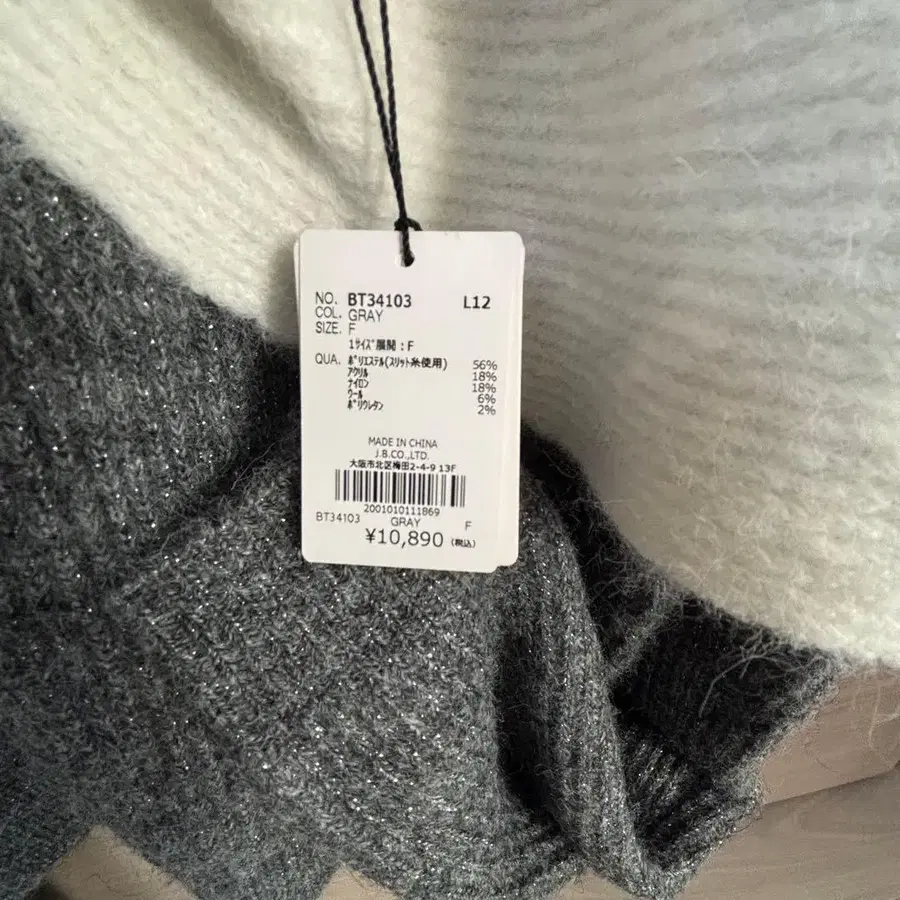 NO. BT34103 L12
COL. GRAY
SIZE. F
1ｻｲｽﾞ展開：F
QUA. ﾎﾟﾘｴｽﾃﾙ(ｽﾘｯﾄ糸使用) 56%
ｱｸﾘﾙ 18%
ﾅｲﾛﾝ 18%
ｳｰﾙ 6%
ﾎﾟﾘｳﾚﾀﾝ 2%
MADE IN CHINA
J.B.CO.,LTD.
大阪市北区梅田2-4-9 13F
2001010111869
BT34103 GRAY F
¥10,890 (税込)